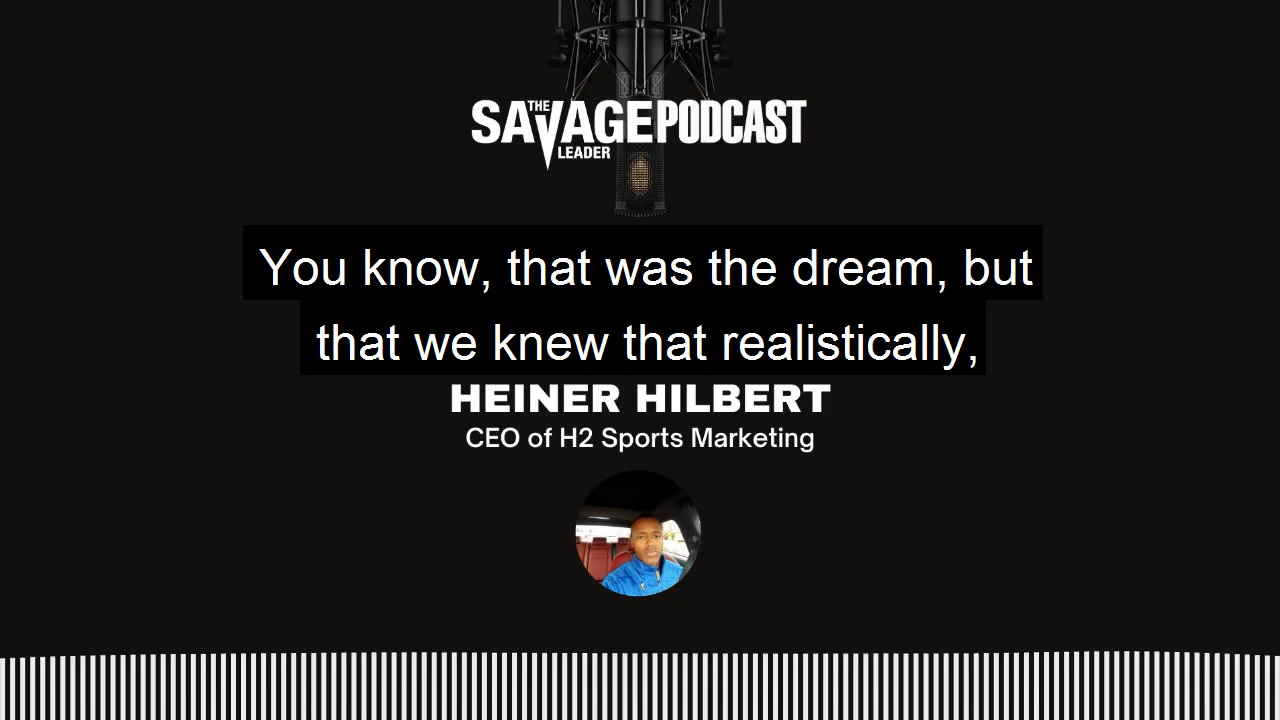 THE
SAVAGE PODCAST
LEADER
You know, that was the dream, but
that we knew that realistically,
HEINER HILBERT
CEO of H2 Sports Marketing